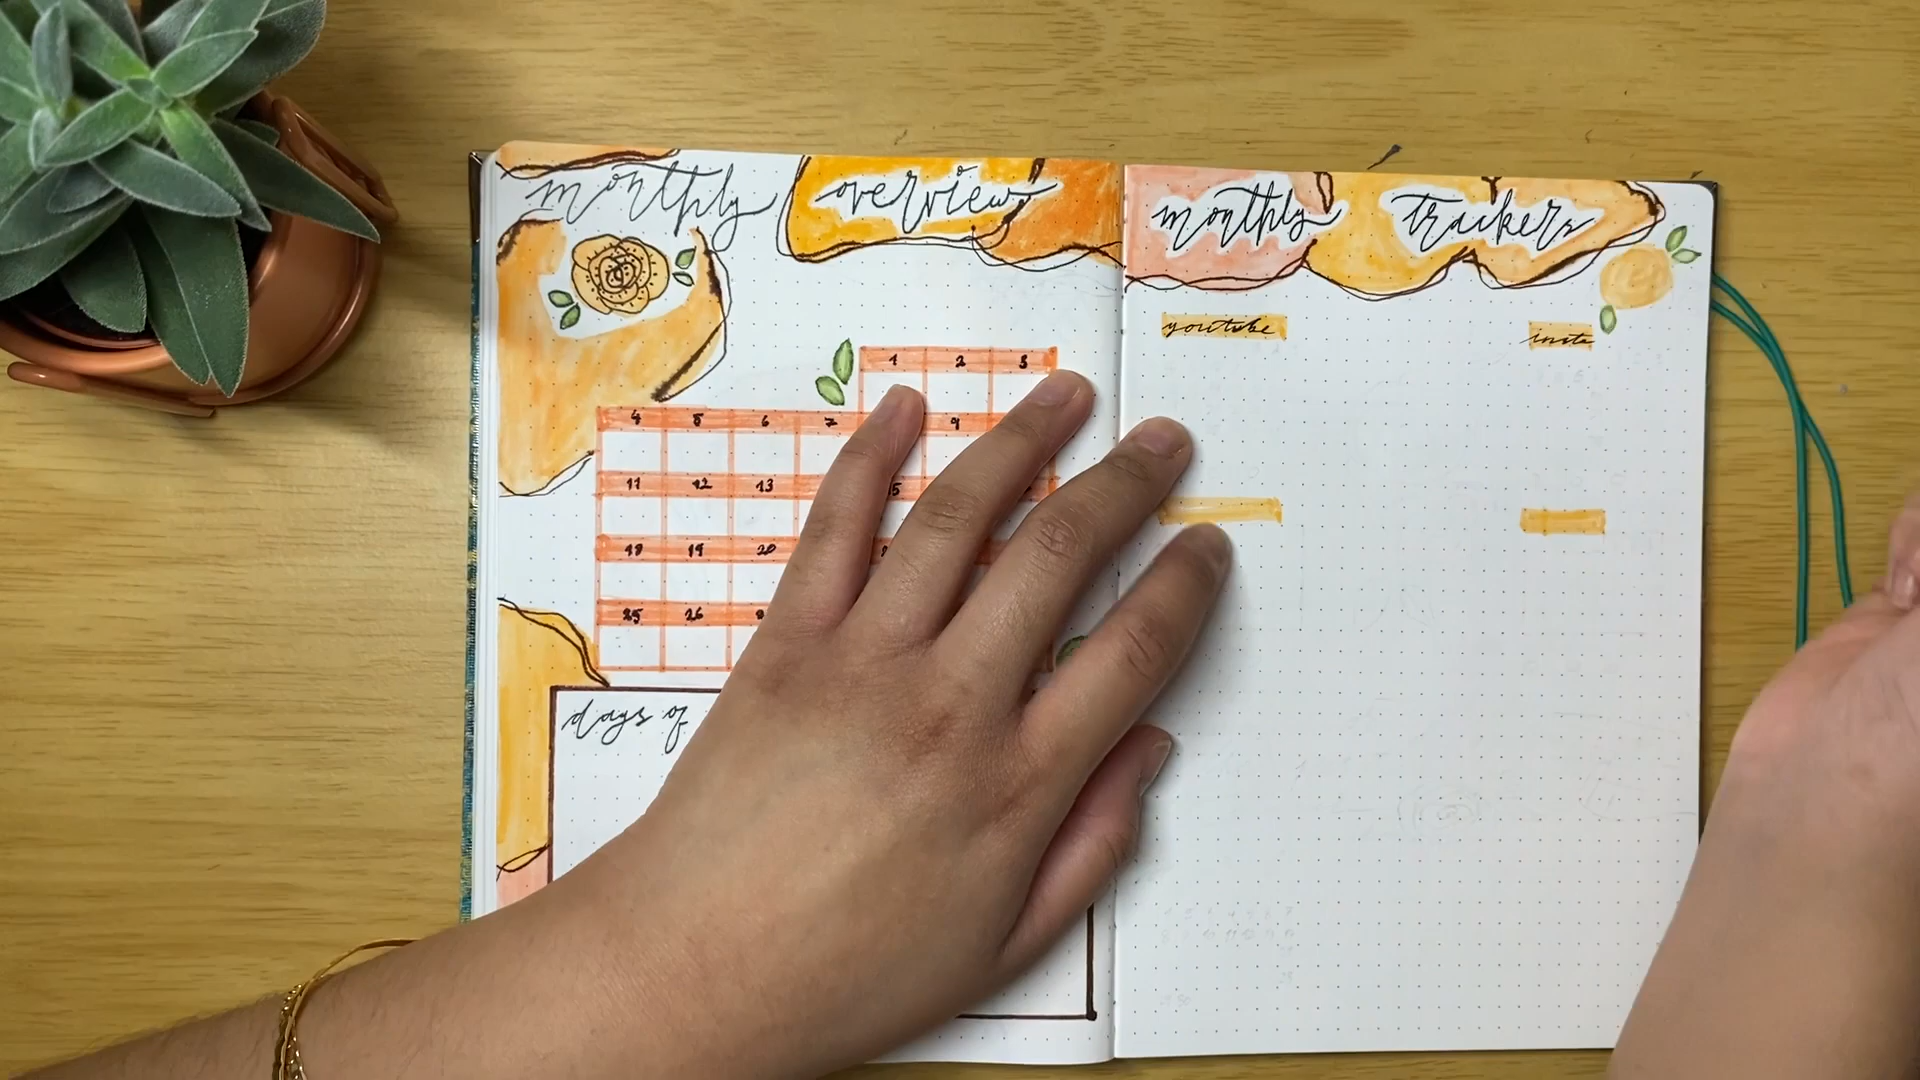 monthly overview
1 2 3
4 5 6 7 9
11 12 13
18 19 20
25 26
days of
monthly trackers
youtube insta